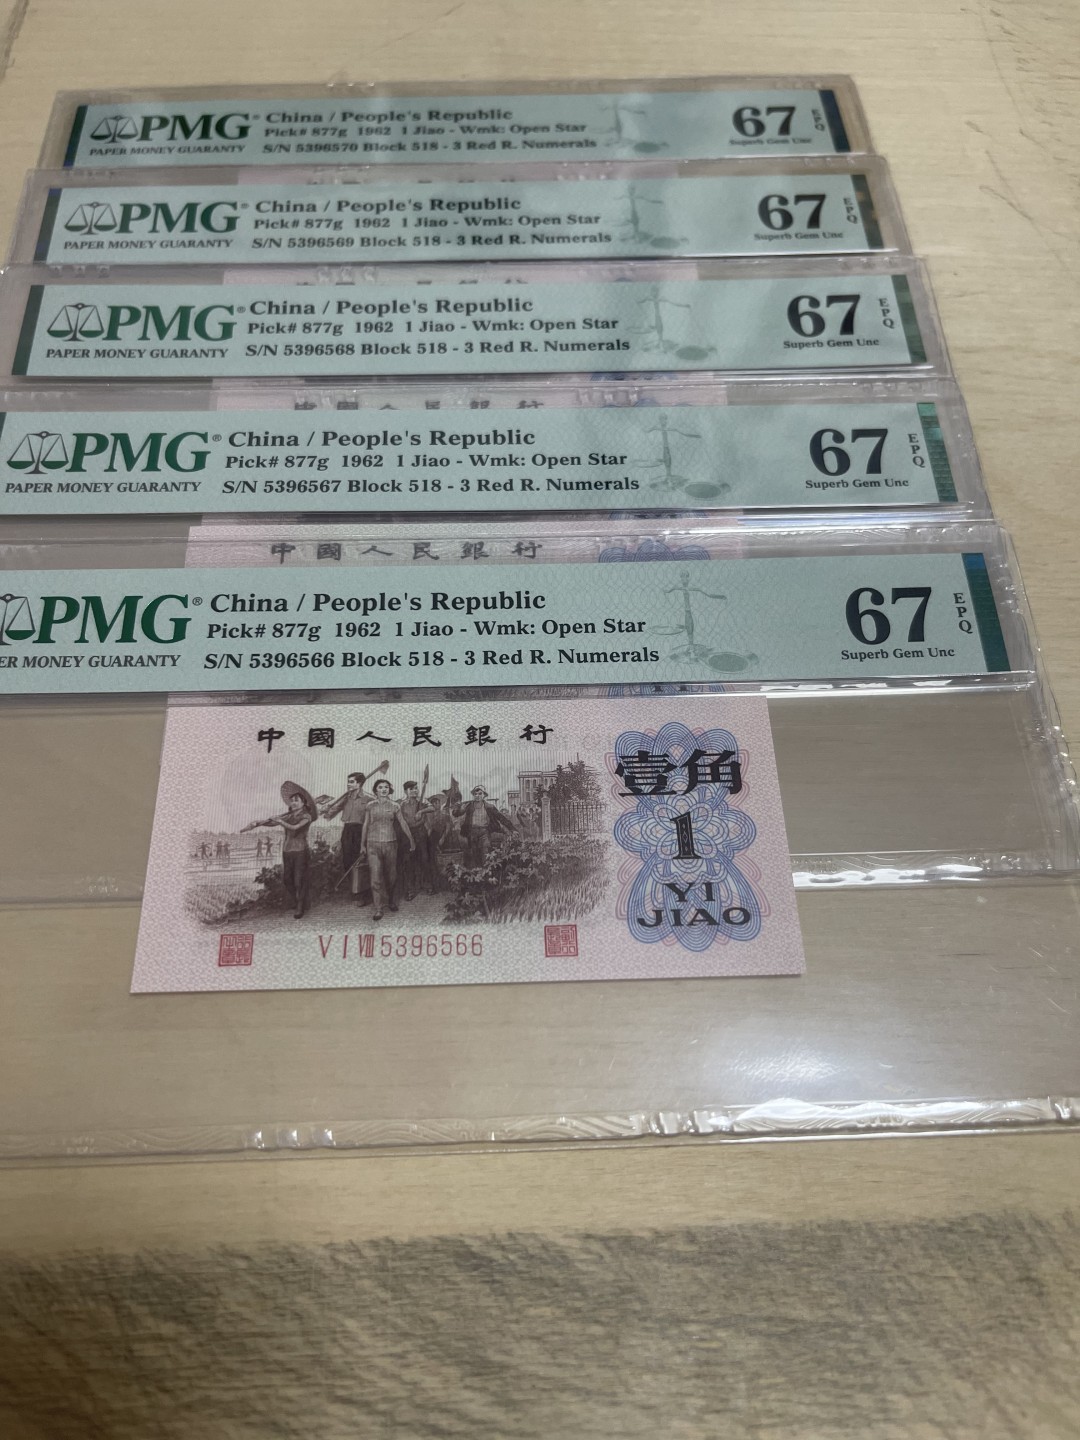 PMG® China / People's Republic 67 EPQ
Pick# 877g 1962 1 Jiao - Wmk: Open Star
PAPER MONEY GUARANTY S/N 5396570 Block 518 - 3 Red R. Numerals Superb Gem Unc
PMG® China / People's Republic 67 EPQ
Pick# 877g 1962 1 Jiao - Wmk: Open Star
PAPER MONEY GUARANTY S/N 5396569 Block 518 - 3 Red R. Numerals Superb Gem Unc
PMG® China / People's Republic 67 EPQ
Pick# 877g 1962 1 Jiao - Wmk: Open Star
PAPER MONEY GUARANTY S/N 5396568 Block 518 - 3 Red R. Numerals Superb Gem Unc
中國人民銀行
PMG® China / People's Republic 67 EPQ
Pick# 877g 1962 1 Jiao - Wmk: Open Star
PAPER MONEY GUARANTY S/N 5396567 Block 518 - 3 Red R. Numerals Superb Gem Unc
中國人民銀行
PMG® China / People's Republic 67 EPQ
Pick# 877g 1962 1 Jiao - Wmk: Open Star
ER MONEY GUARANTY S/N 5396566 Block 518 - 3 Red R. Numerals Superb Gem Unc
中國人民銀行
壹角
1
YI
JIAO
V I VIII 5396566